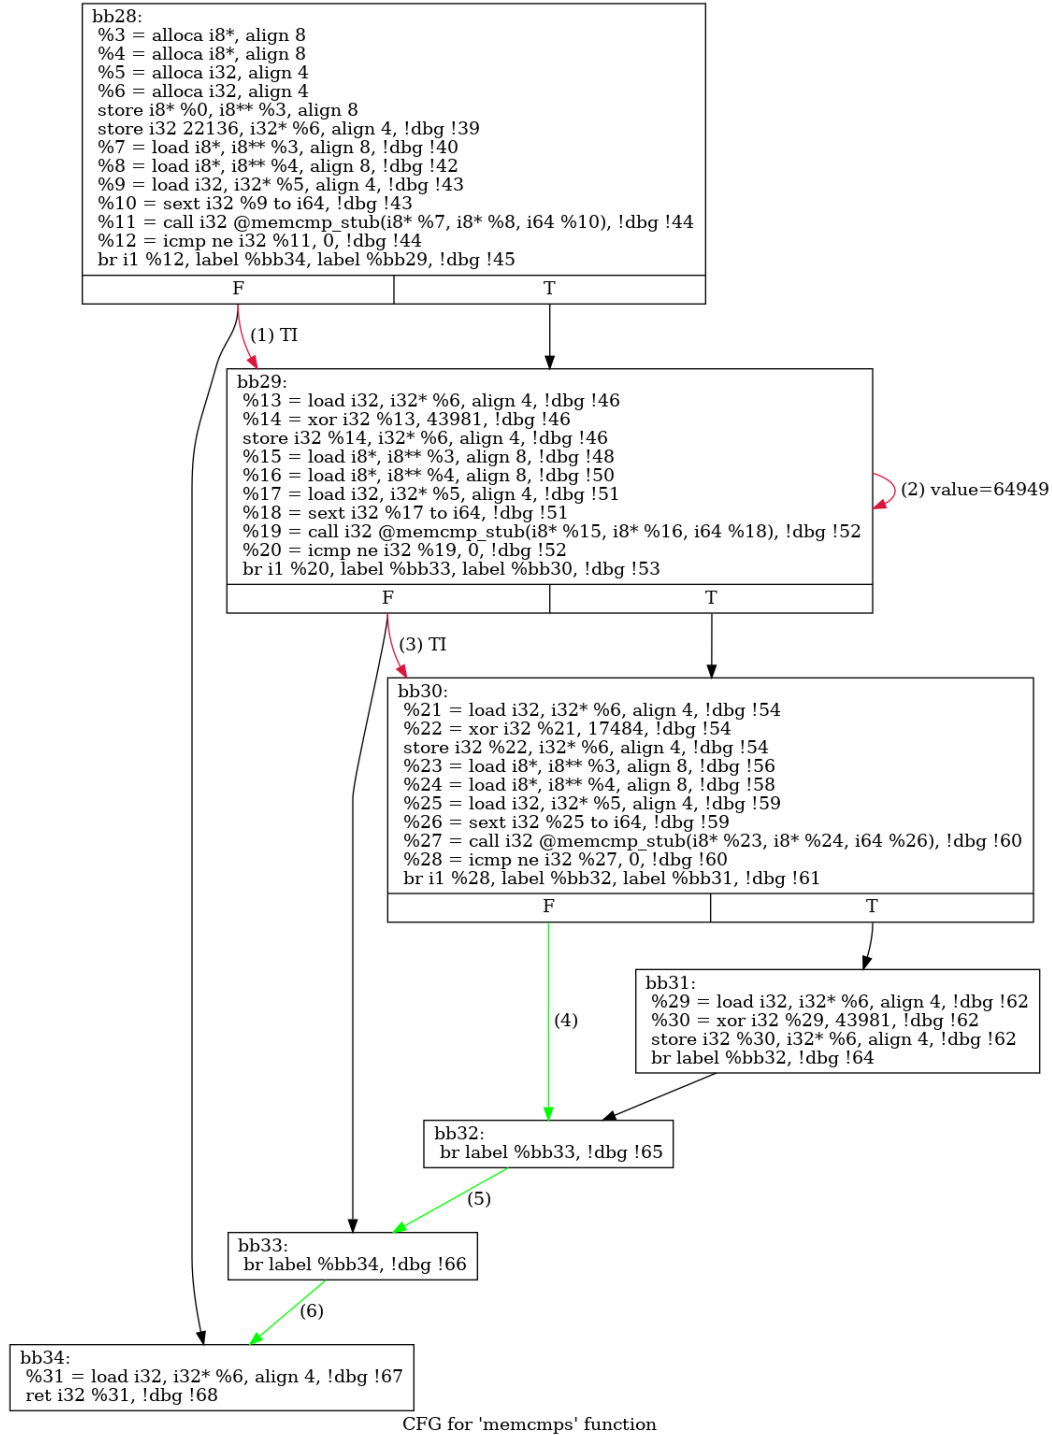 bb28:
%3 = alloca i8*, align 8
%4 = alloca i8*, align 8
%5 = alloca i32, align 4
%6 = alloca i32, align 4
store i8* %0, i8** %3, align 8
store i32 22136, i32* %6, align 4, !dbg !39
%7 = load i8*, i8** %3, align 8, !dbg !40
%8 = load i8*, i8** %4, align 8, !dbg !42
%9 = load i32, i32* %5, align 4, !dbg !43
%10 = sext i32 %9 to i64, !dbg !43
%11 = call i32 @memcmp_stub(i8* %7, i8* %8, i64 %10), !dbg !44
%12 = icmp ne i32 %11, 0, !dbg !44
br i1 %12, label %bb34, label %bb29, !dbg !45
F T
(1) TI
bb29:
%13 = load i32, i32* %6, align 4, !dbg !46
%14 = xor i32 %13, 43981, !dbg !46
store i32 %14, i32* %6, align 4, !dbg !46
%15 = load i8*, i8** %3, align 8, !dbg !48
%16 = load i8*, i8** %4, align 8, !dbg !50
%17 = load i32, i32* %5, align 4, !dbg !51
%18 = sext i32 %17 to i64, !dbg !51
%19 = call i32 @memcmp_stub(i8* %15, i8* %16, i64 %18), !dbg !52
%20 = icmp ne i32 %19, 0, !dbg !52
br i1 %20, label %bb33, label %bb30, !dbg !53
F T
(2) value=64949
(3) TI
bb30:
%21 = load i32, i32* %6, align 4, !dbg !54
%22 = xor i32 %21, 17484, !dbg !54
store i32 %22, i32* %6, align 4, !dbg !54
%23 = load i8*, i8** %3, align 8, !dbg !56
%24 = load i8*, i8** %4, align 8, !dbg !58
%25 = load i32, i32* %5, align 4, !dbg !59
%26 = sext i32 %25 to i64, !dbg !59
%27 = call i32 @memcmp_stub(i8* %23, i8* %24, i64 %26), !dbg !60
%28 = icmp ne i32 %27, 0, !dbg !60
br i1 %28, label %bb32, label %bb31, !dbg !61
F T
bb31:
%29 = load i32, i32* %6, align 4, !dbg !62
%30 = xor i32 %29, 43981, !dbg !62
store i32 %30, i32* %6, align 4, !dbg !62
br label %bb32, !dbg !64
(4)
bb32:
br label %bb33, !dbg !65
(5)
bb33:
br label %bb34, !dbg !66
(6)
bb34:
%31 = load i32, i32* %6, align 4, !dbg !67
ret i32 %31, !dbg !68
CFG for 'memcmps' function